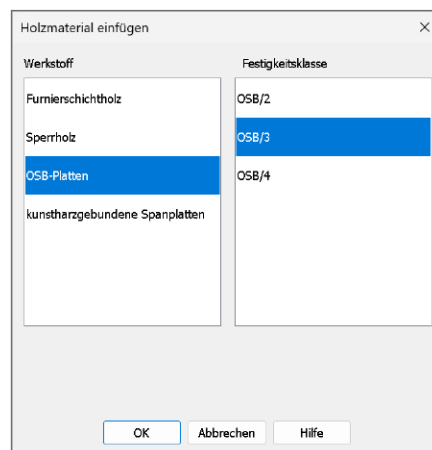 Holzmaterial einfügen
Werkstoff
Festigkeitsklasse
Furnierschichtholz
OSB/2
Sperrholz
OSB/3
OSB-Platten
OSB/4
kunstharzgebundene Spanplatten
OK
Abbrechen
Hilfe